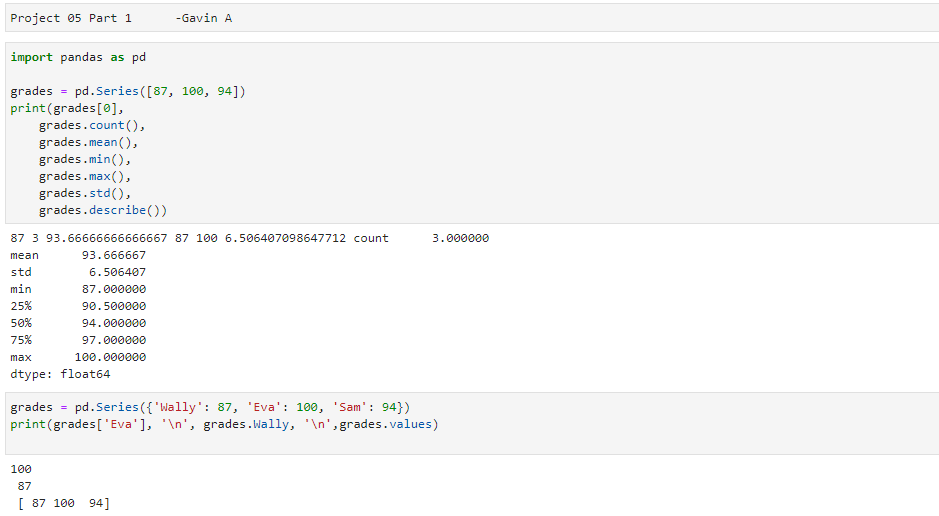 Project 05 Part 1      -Gavin A
import pandas as pd
grades = pd.Series([87, 100, 94])
print(grades[0],
    grades.count(),
    grades.mean(),
    grades.min(),
    grades.max(),
    grades.std(),
    grades.describe())
87 3 93.66666666666667 87 100 6.506407098647712 count      3.000000
mean      93.666667
std        6.506407
min       87.000000
25%       90.500000
50%       94.000000
75%       97.000000
max      100.000000
dtype: float64
grades = pd.Series({'Wally': 87, 'Eva': 100, 'Sam': 94})
print(grades['Eva'], '\n', grades.Wally, '\n',grades.values)
100
 87
 [ 87 100  94]